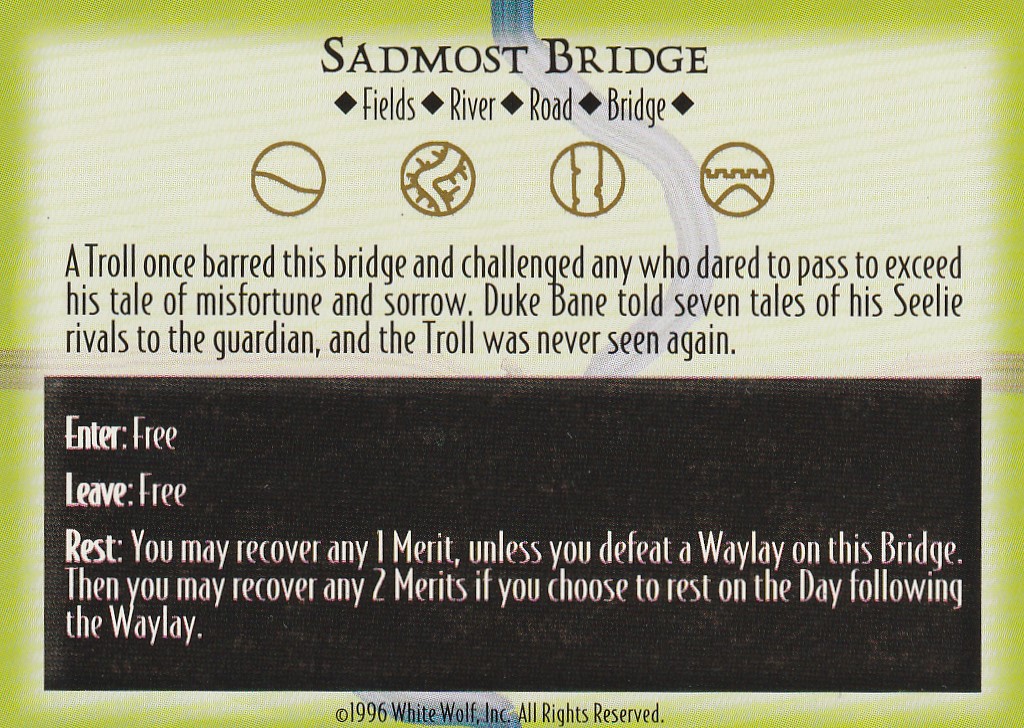 SADMOST BRIDGE
◆ Fields ◆ River ◆ Road ◆ Bridge ◆
A Troll once barred this bridge and challenged any who dared to pass to exceed
his tale of misfortune and sorrow. Duke Bane told seven tales of his Seelie
rivals to the guardian, and the Troll was never seen again.
Enter: Free
Leave: Free
Rest: You may recover any 1 Merit, unless you defeat a Waylay on this Bridge.
Then you may recover any 2 Merits if you choose to rest on the Day following
the Waylay.
©1996 White Wolf, Inc. All Rights Reserved.